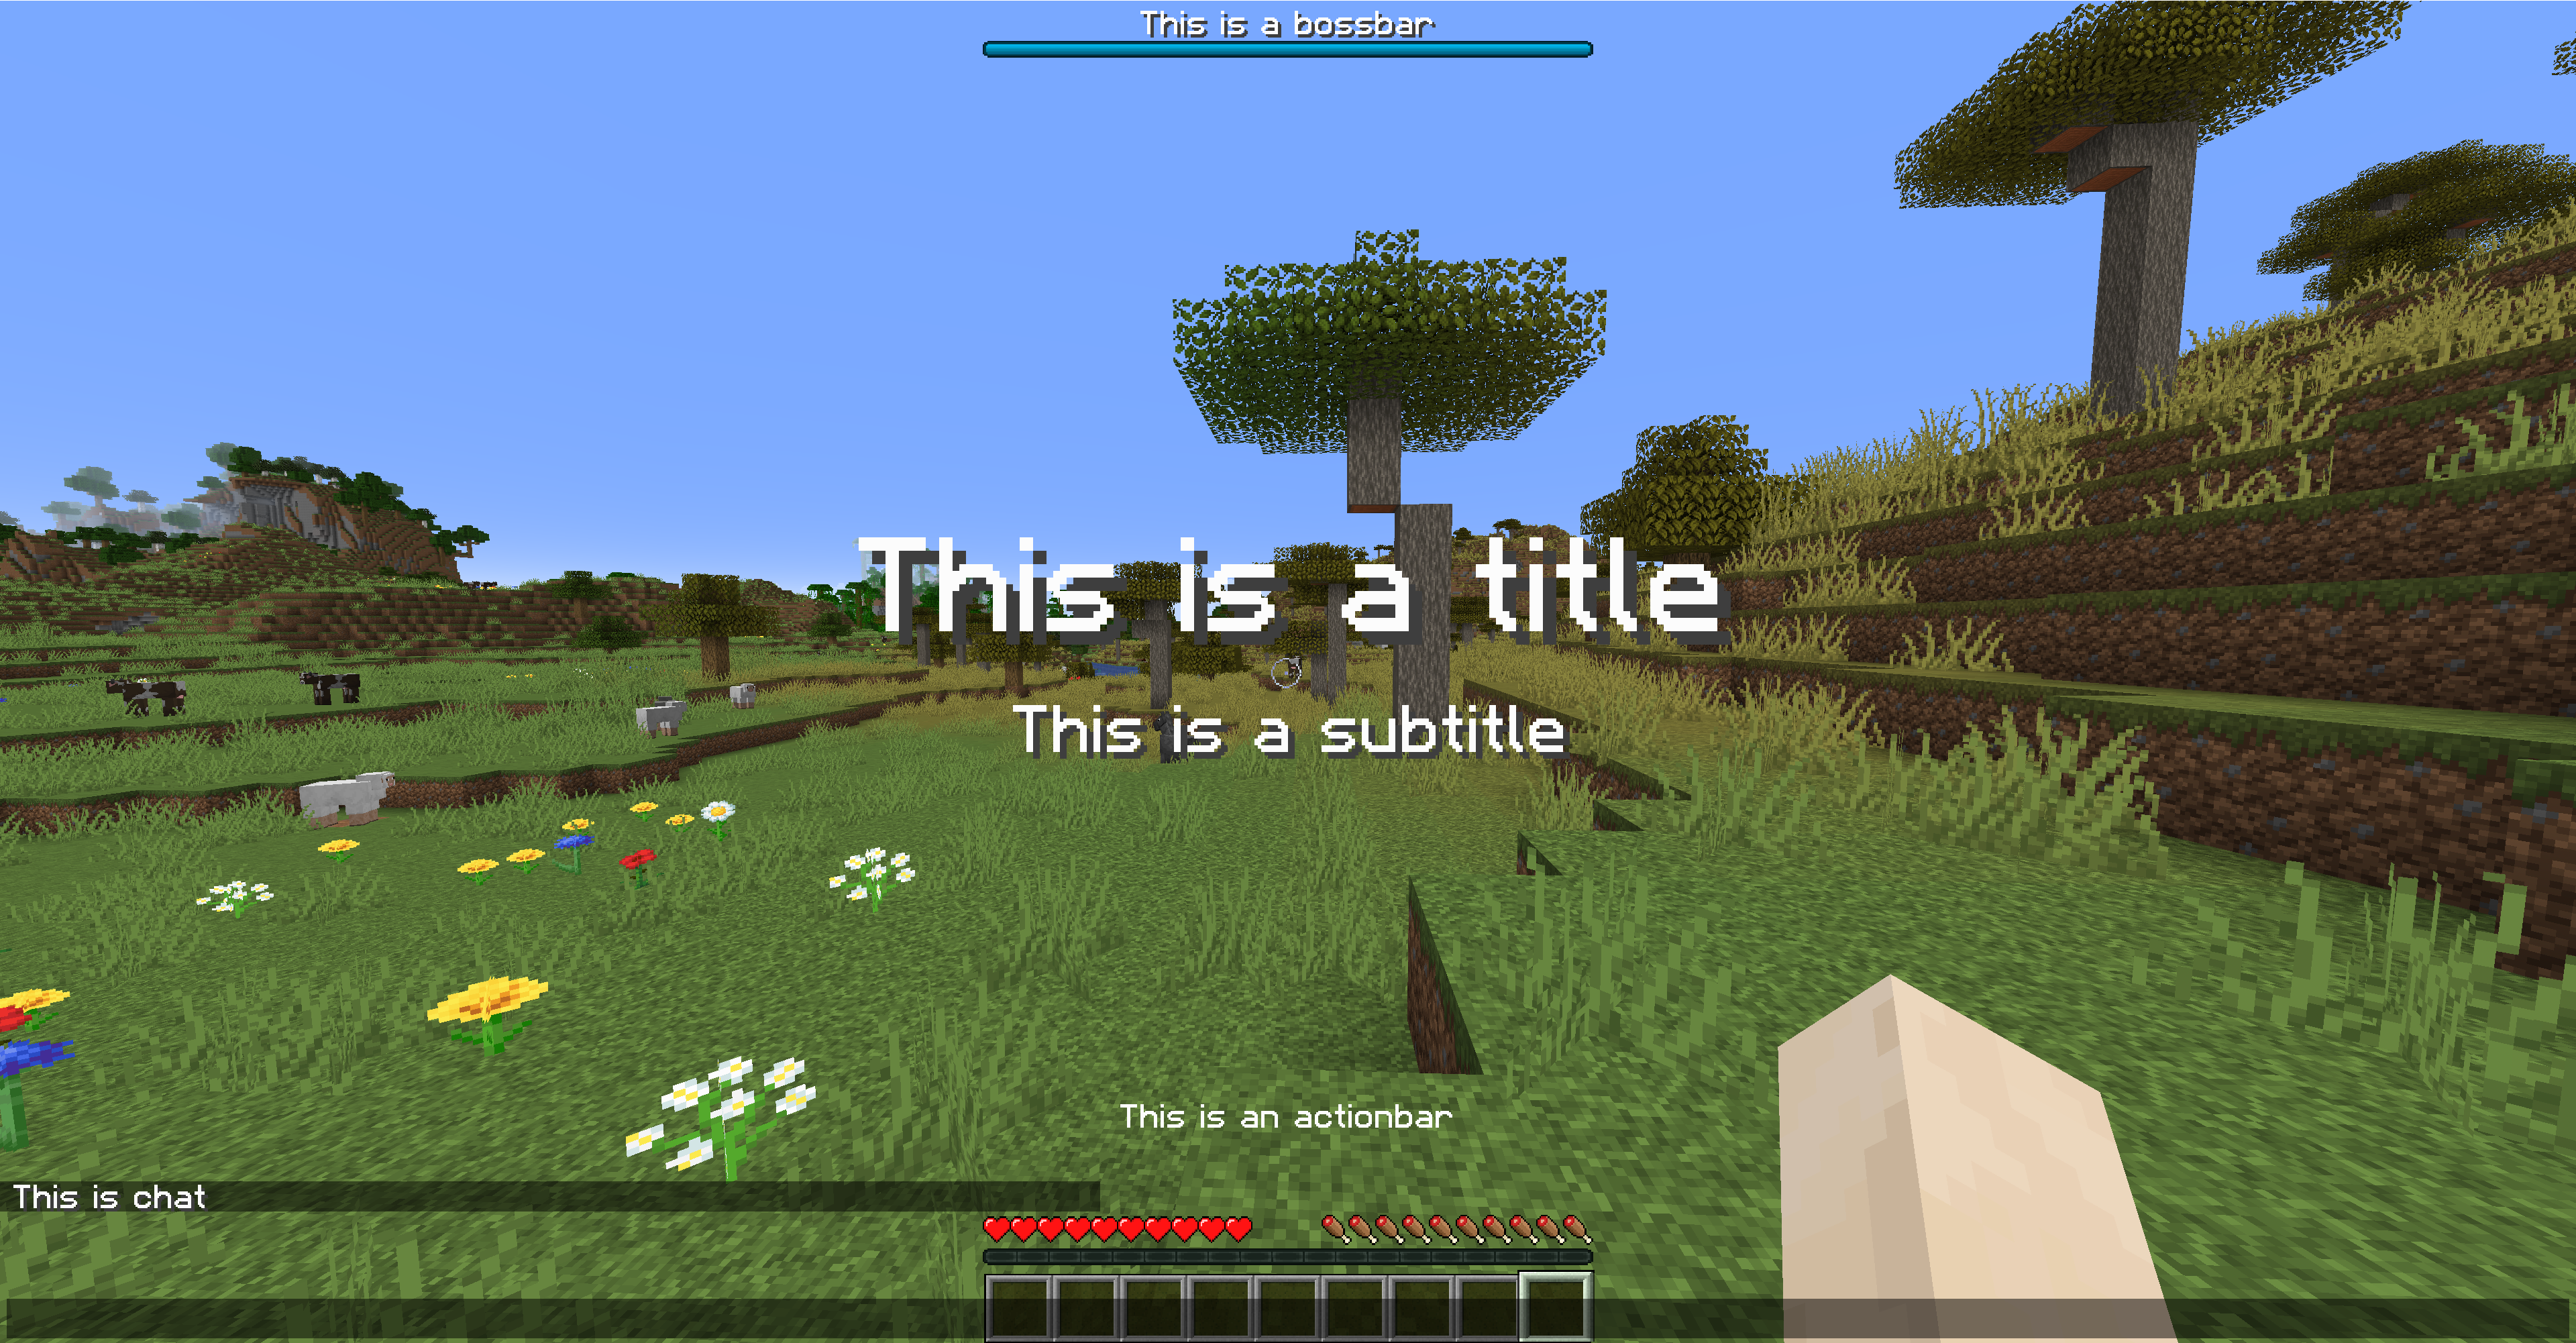 This is a bossbar
This is a title
This is a subtitle
This is an actionbar
This is chat